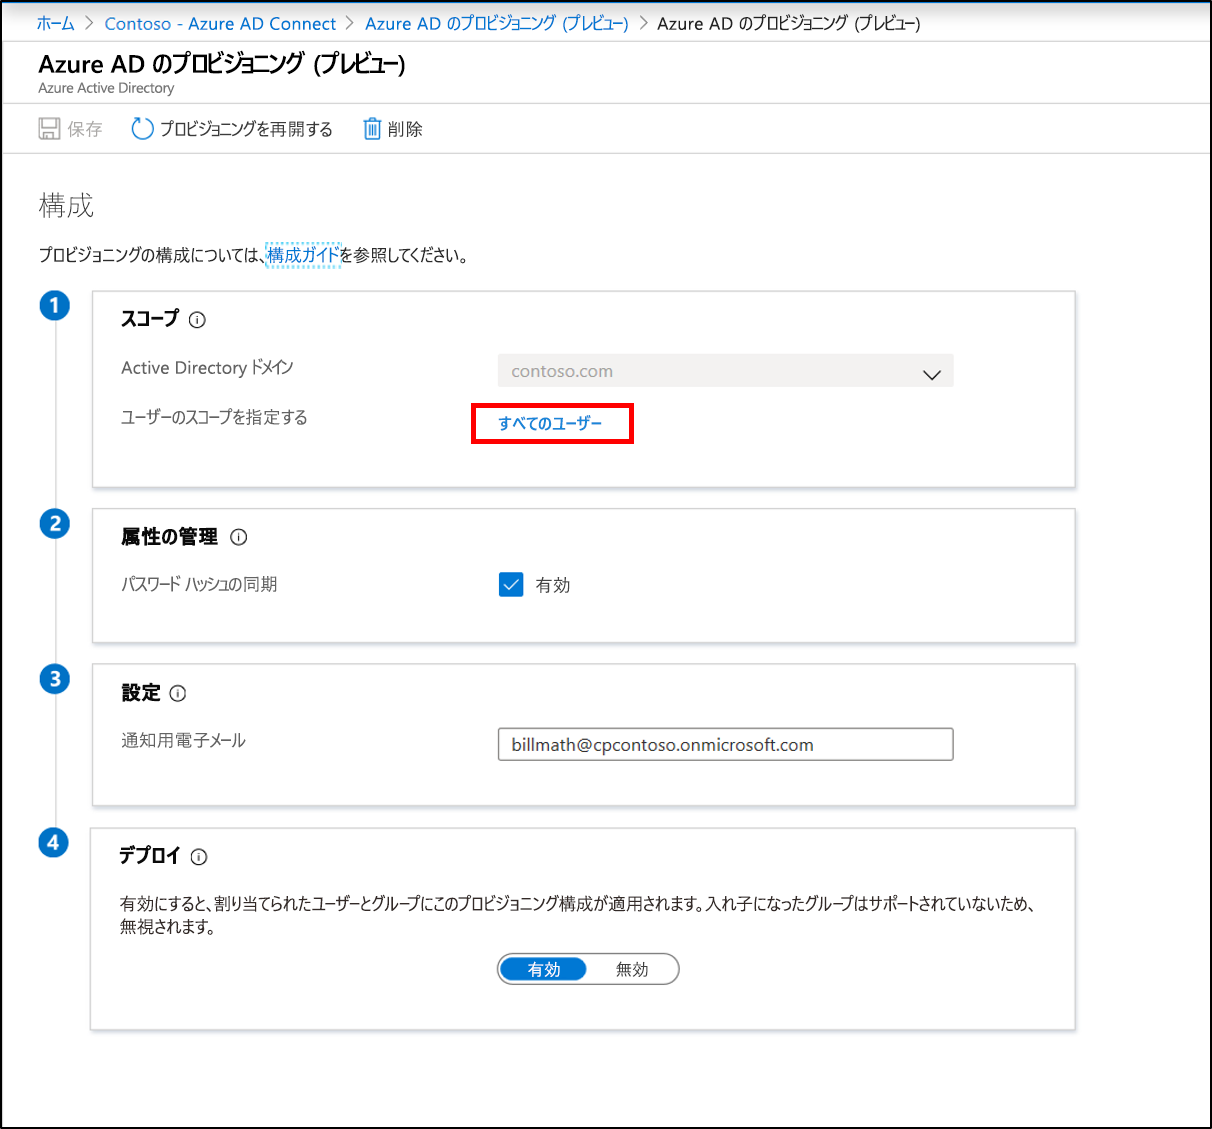 ホーム > Contoso - Azure AD Connect > Azure AD のプロビジョニング (プレビュー) > Azure AD のプロビジョニング (プレビュー)
Azure AD のプロビジョニング (プレビュー)
Azure Active Directory
保存 プロビジョニングを再開する 削除
構成
プロビジョニングの構成については、構成ガイドを参照してください。
1
スコープ
Active Directory ドメイン contoso.com
ユーザーのスコープを指定する すべてのユーザー
2
属性の管理
パスワード ハッシュの同期 有効
3
設定
通知用電子メール billmath@cpcontoso.onmicrosoft.com
4
デプロイ
有効にすると、割り当てられたユーザーとグループにこのプロビジョニング構成が適用されます。入れ子になったグループはサポートされていないため、
無視されます。
有効 無効